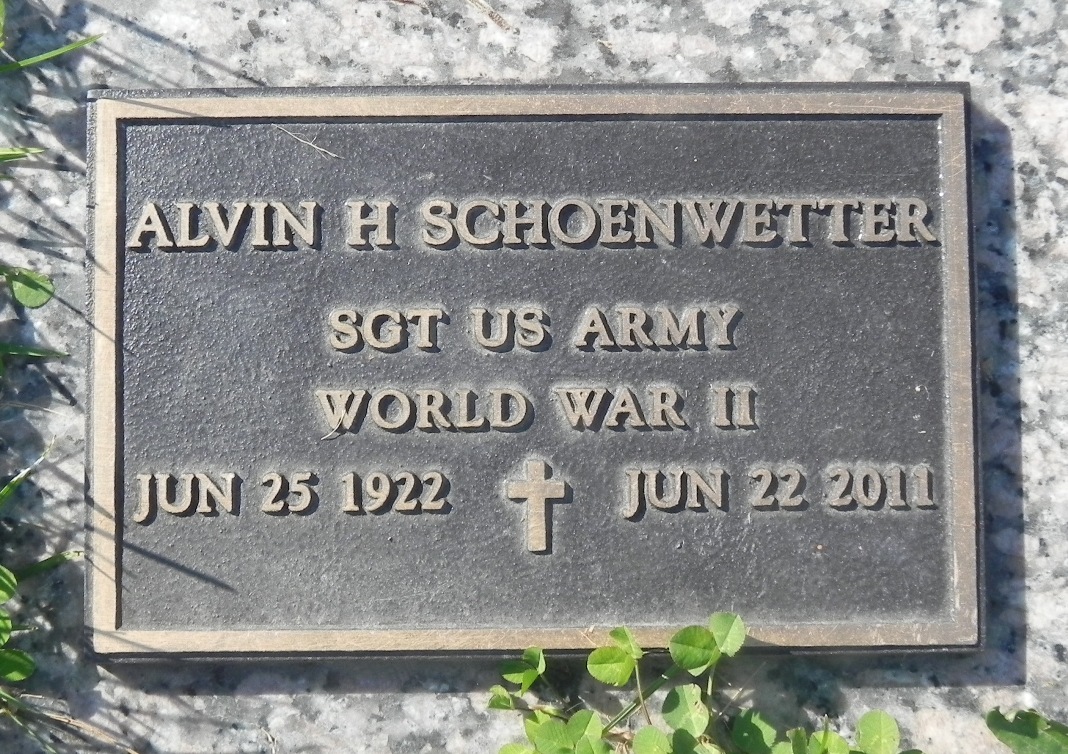 ALVIN H SCHOENWETTER
SGT US ARMY
WORLD WAR II
JUN 25 1922 JUN 22 2011